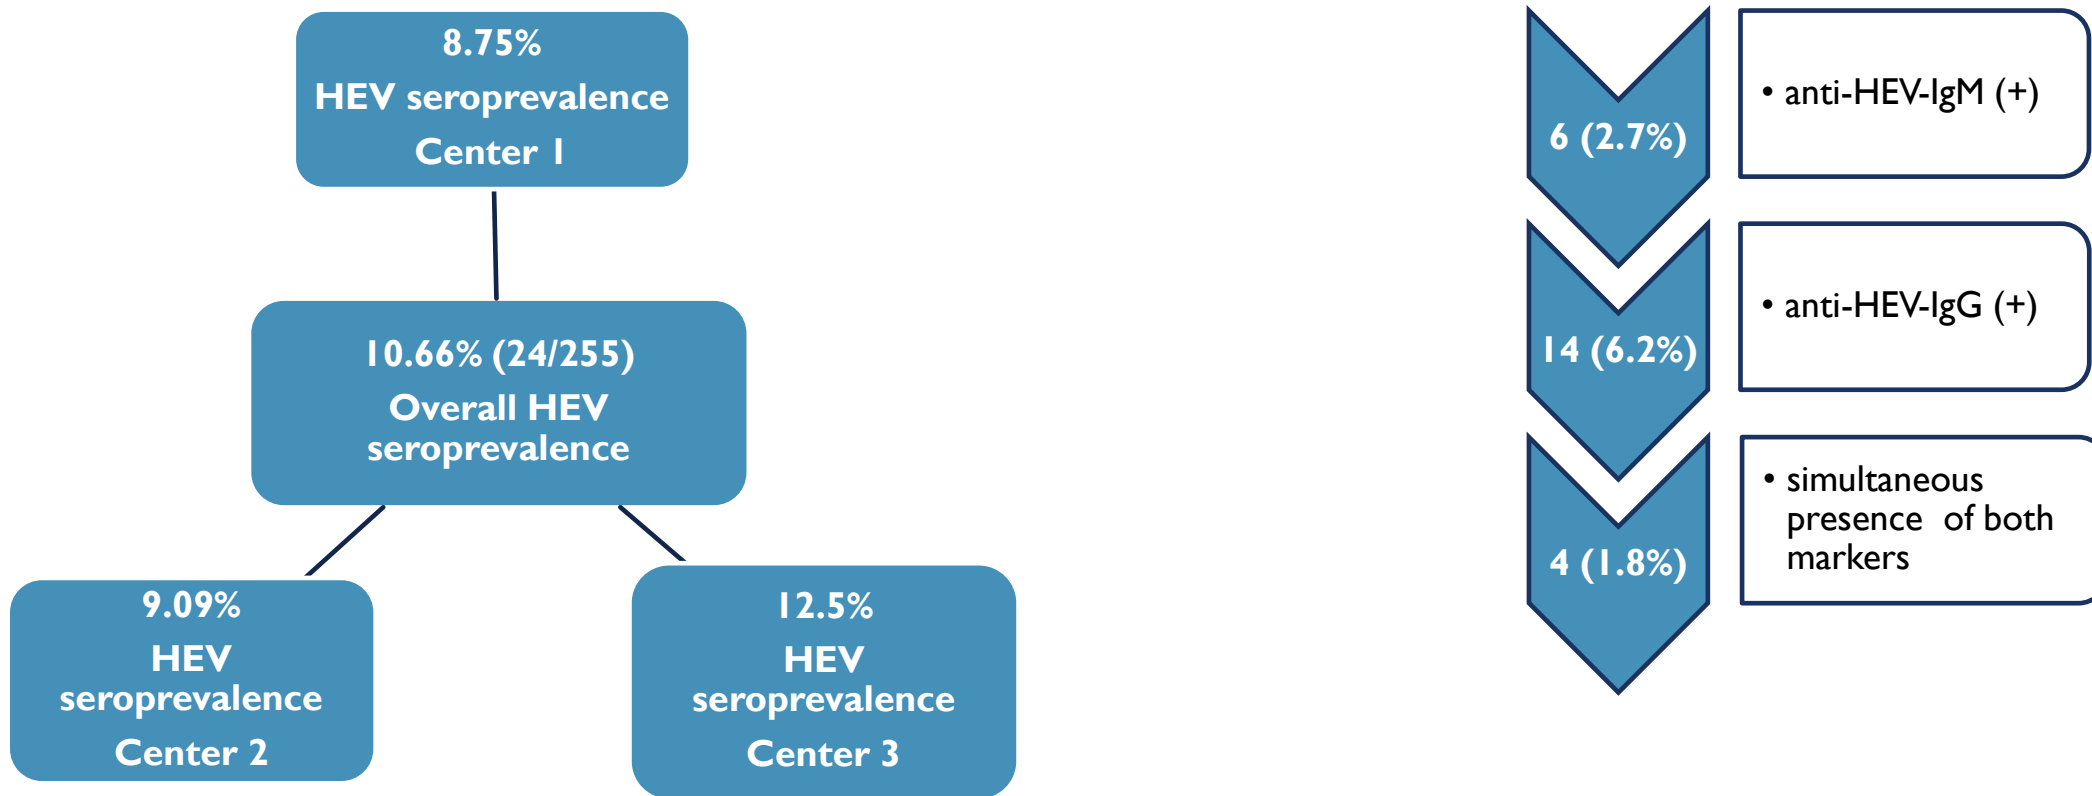 8.75%
HEV seroprevalence
Center 1
10.66% (24/255)
Overall HEV
seroprevalence
9.09%
HEV
seroprevalence
Center 2
12.5%
HEV
seroprevalence
Center 3
6 (2.7%)
• anti-HEV-IgM (+)
14 (6.2%)
• anti-HEV-IgG (+)
4 (1.8%)
• simultaneous
presence of both
markers